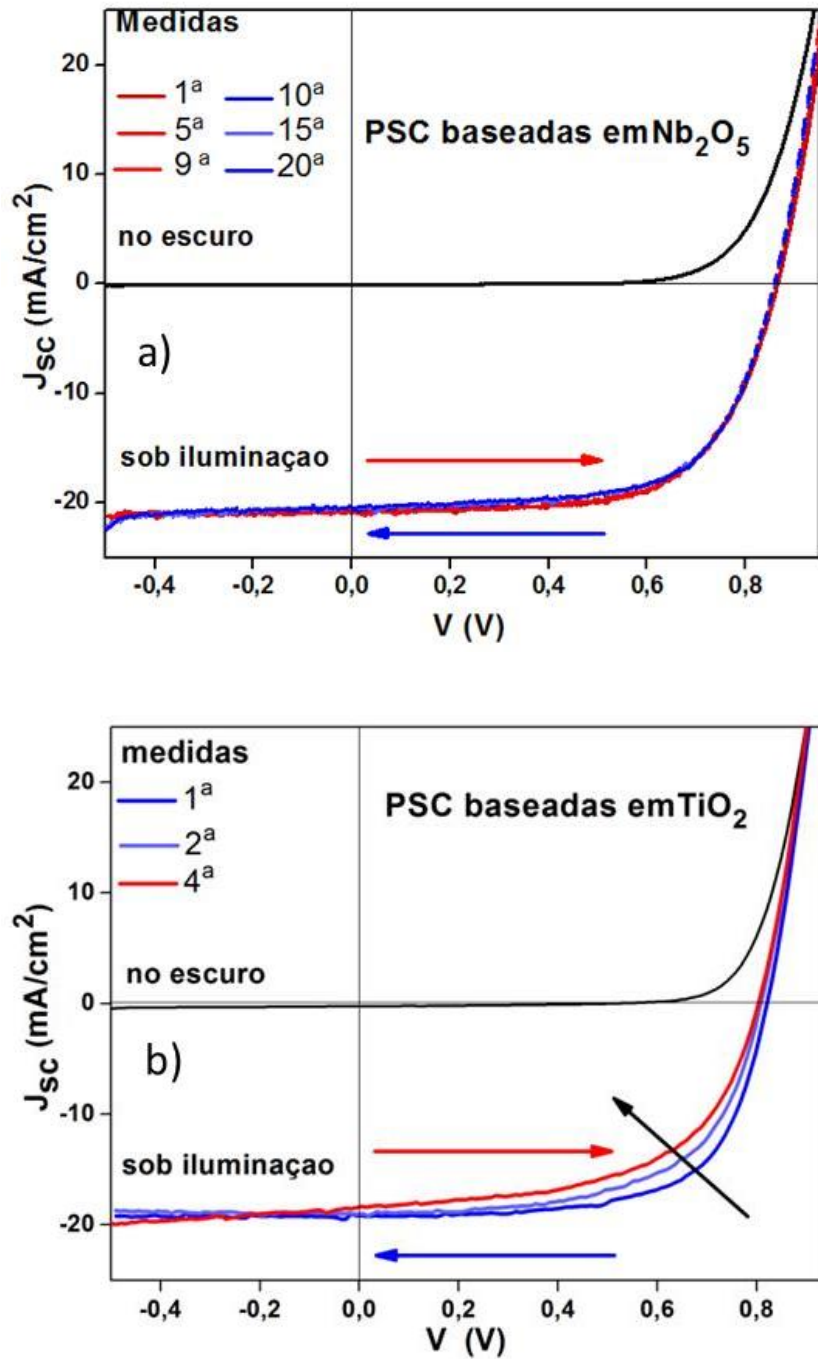 Medidas
1ª 10ª
5ª 15ª
9ª 20ª
PSC baseadas emNb₂O₅
no escuro
a)
sob iluminaçao
J_SC (mA/cm²)
20
10
0
-10
-20
-0,4 -0,2 0,0 0,2 0,4 0,6 0,8
V (V)
medidas
1ª
2ª
4ª
PSC baseadas emTiO₂
no escuro
b)
sob iluminaçao
J_SC (mA/cm²)
20
10
0
-10
-20
-0,4 -0,2 0,0 0,2 0,4 0,6 0,8
V (V)